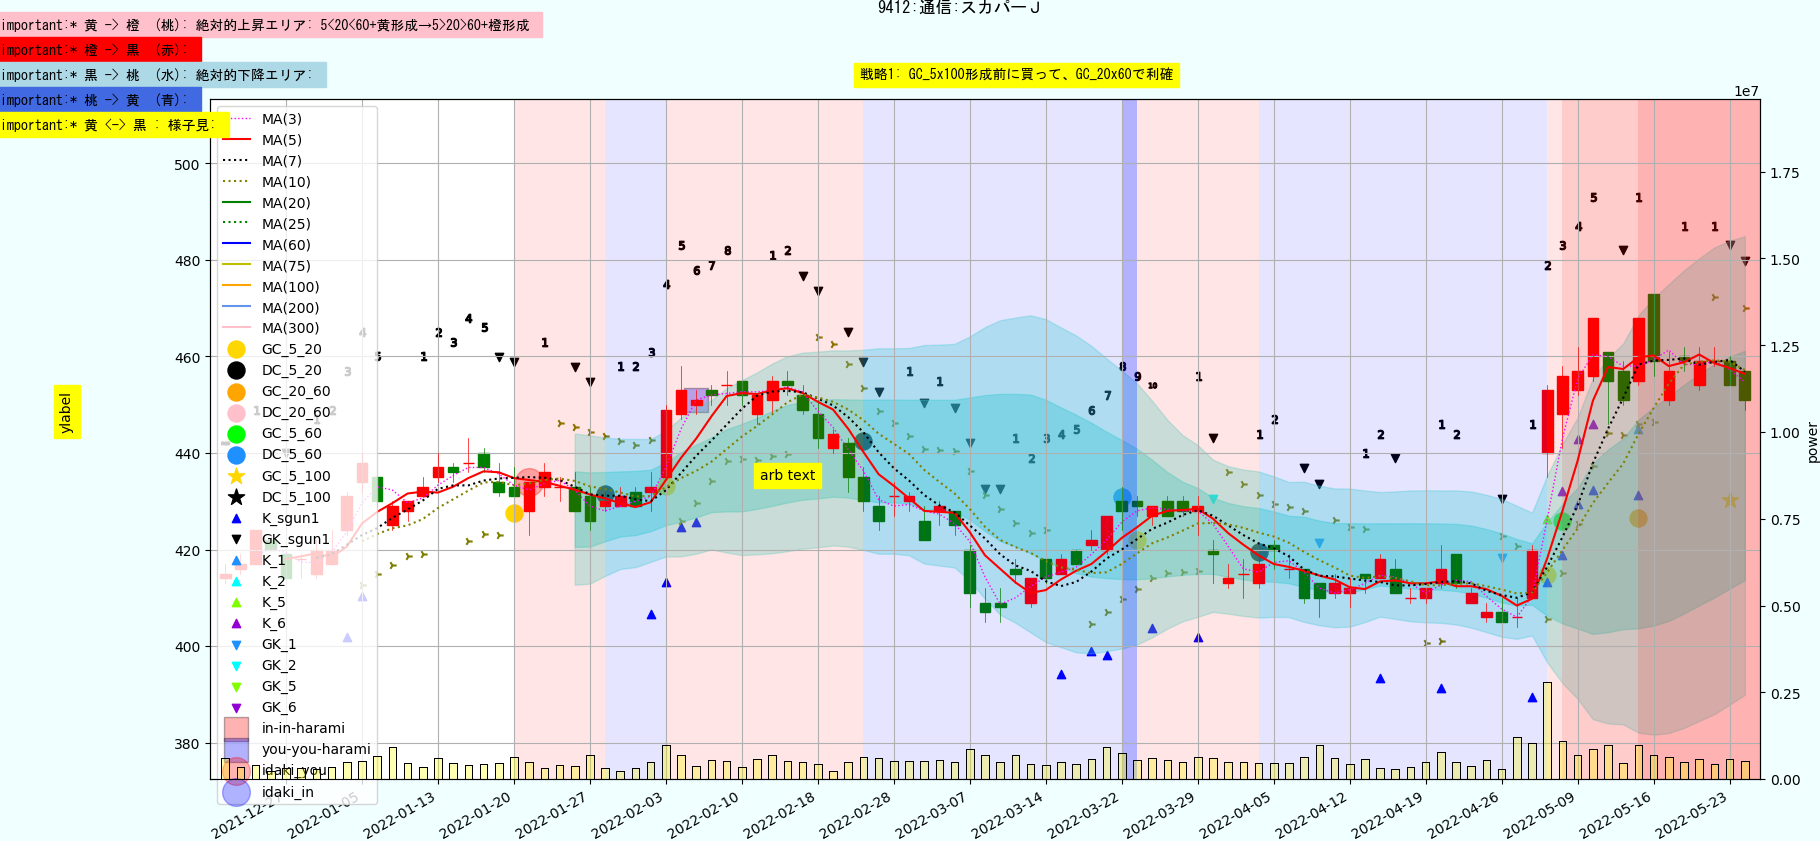 9412:通信:スカパーJ
important:* 黄 -> 橙 (桃): 絶対的上昇エリア: 5<20<60+黄形成→5>20>60+橙形成
important:* 橙 -> 黒 (赤):
important:* 黒 -> 桃 (水): 絶対的下降エリア:
戦略1: GC_5x100形成前に買って、GC_20x60で利確
important:* 桃 -> 黄 (青):
important:* 黄 <-> 黒 : 様子見:
1e7
MA(3)
MA(5)
MA(7)
MA(10)
MA(20)
MA(25)
MA(60)
MA(75)
MA(100)
MA(200)
MA(300)
GC_5_20
DC_5_20
GC_20_60
DC_20_60
GC_5_60
DC_5_60
GC_5_100
DC_5_100
K_sgun1
GK_sgun1
K_1
K_2
K_5
K_6
GK_1
GK_2
GK_5
GK_6
in-in-harami
you-you-harami
idaki_you
idaki_in
500
480
460
440
420
400
380
ylabel
arb text
1.75
1.50
1.25
1.00
0.75
0.50
0.25
0.00
power
2021-12-27
2022-01-05
2022-01-13
2022-01-20
2022-01-27
2022-02-03
2022-02-10
2022-02-18
2022-02-28
2022-03-07
2022-03-14
2022-03-22
2022-03-29
2022-04-05
2022-04-12
2022-04-19
2022-04-26
2022-05-09
2022-05-16
2022-05-23